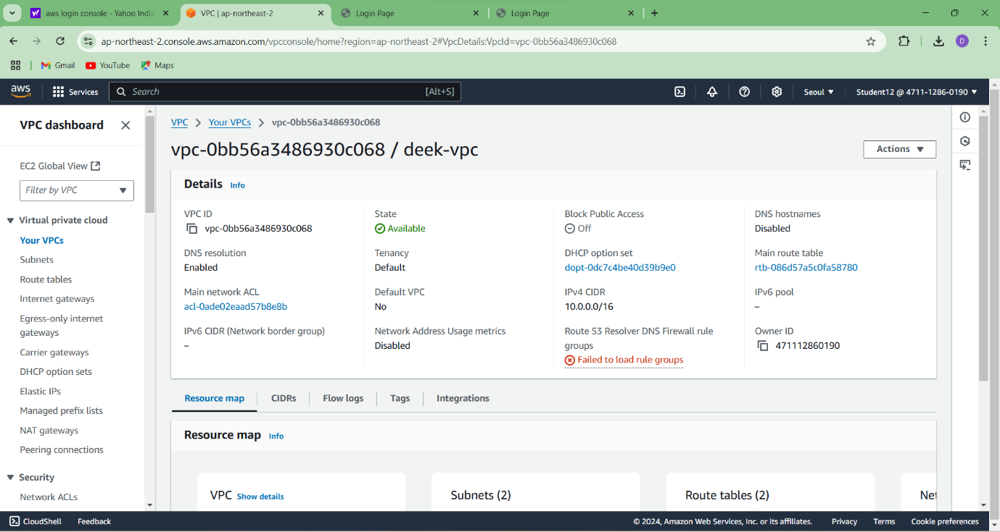 aws login console - Yahoo India
VPC | ap-northeast-2
Login Page
Login Page
ap-northeast-2.console.aws.amazon.com/vpcconsole/home?region=ap-northeast-2#VpcDetails:VpcId=vpc-0bb56a3486930c068
D
Gmail
YouTube
Maps
aws
Services
Search
[Alt+S]
Seoul
Student12 @ 4711-1286-0190
VPC dashboard
EC2 Global View
Filter by VPC
Virtual private cloud
Your VPCs
Subnets
Route tables
Internet gateways
Egress-only internet
gateways
Carrier gateways
DHCP option sets
Elastic IPs
Managed prefix lists
NAT gateways
Peering connections
Security
Network ACLs
VPC > Your VPCs > vpc-0bb56a3486930c068
vpc-0bb56a3486930c068 / deek-vpc
Actions
Details Info
VPC ID
vpc-0bb56a3486930c068
State
Available
Block Public Access
Off
DNS hostnames
Disabled
DNS resolution
Enabled
Tenancy
Default
DHCP option set
dopt-0dc7c4be40d39b9e0
Main route table
rtb-086d57a5c0fa58780
Main network ACL
acl-0ade02eaad57b8e8b
Default VPC
No
IPv4 CIDR
10.0.0.0/16
IPv6 pool
–
IPv6 CIDR (Network border group)
–
Network Address Usage metrics
Disabled
Route 53 Resolver DNS Firewall rule
groups
Failed to load rule groups
Owner ID
471112860190
Resource map
CIDRs
Flow logs
Tags
Integrations
Resource map Info
VPC Show details
Subnets (2)
Route tables (2)
Net
CloudShell
Feedback
© 2024, Amazon Web Services, Inc. or its affiliates.
Privacy
Terms
Cookie preferences